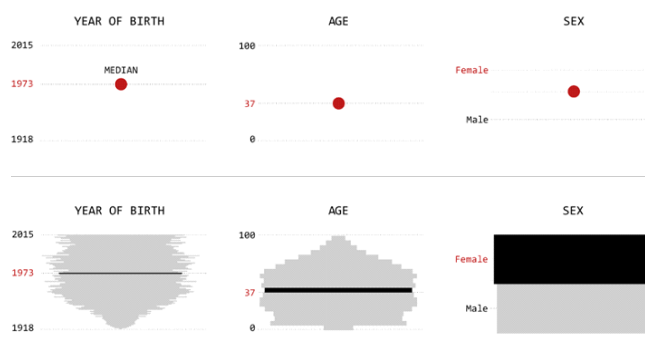 YEAR OF BIRTH
2015
MEDIAN
1973
1918
AGE
100
37
0
SEX
Female
Male
YEAR OF BIRTH
2015
1973
1918
AGE
100
37
0
SEX
Female
Male